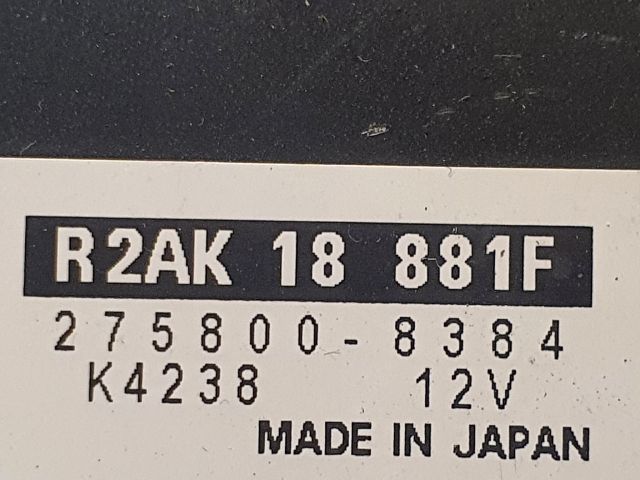 R2AK 18 881F
275800-8384
K4238 12V
MADE IN JAPAN